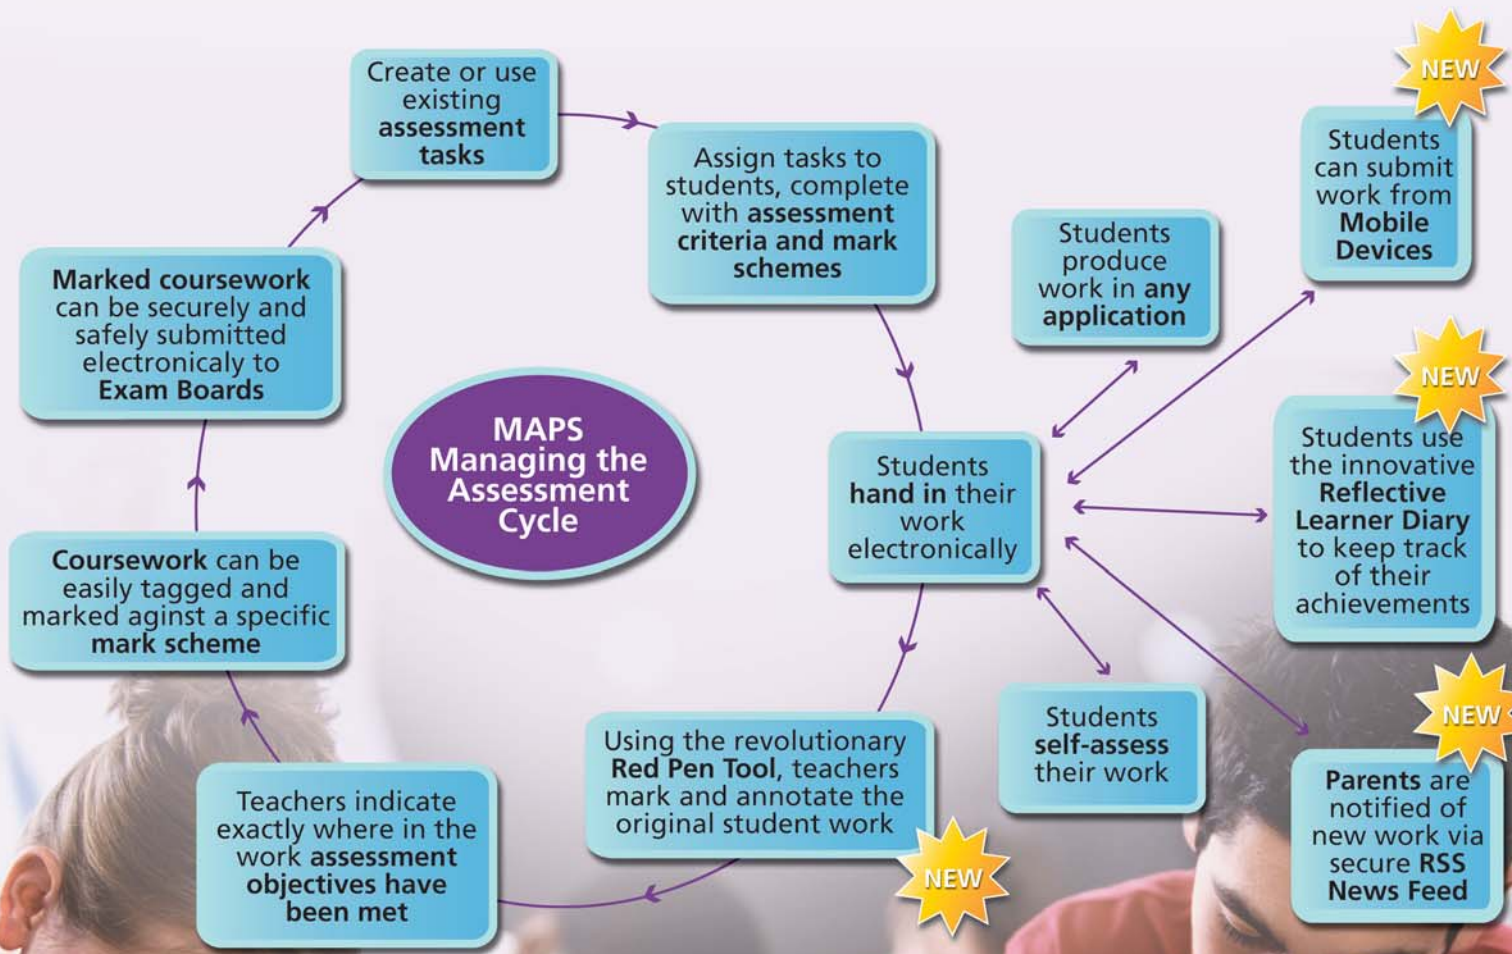 Create or use
existing
assessment
tasks
Assign tasks to
students, complete
with assessment
criteria and mark
schemes
Students
produce
work in any
application
NEW
Students
can submit
work from
Mobile
Devices
Marked coursework
can be securely and
safely submitted
electronicaly to
Exam Boards
MAPS
Managing the
Assessment
Cycle
Students
hand in their
work
electronically
NEW
Students use
the innovative
Reflective
Learner Diary
to keep track
of their
achievements
Coursework can be
easily tagged and
marked aginst a specific
mark scheme
Students
self-assess
their work
NEW
Parents are
notified of
new work via
secure RSS
News Feed
Using the revolutionary
Red Pen Tool, teachers
mark and annotate the
original student work
NEW
Teachers indicate
exactly where in the
work assessment
objectives have
been met